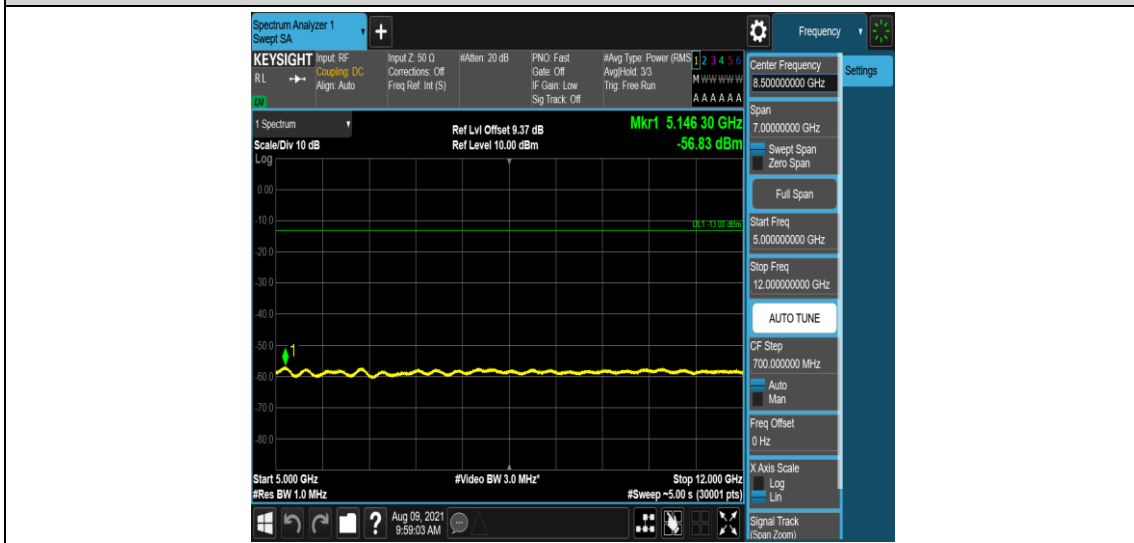 Spectrum Analyzer 1
Swept SA
+
Frequency
KEYSIGHT
RL
LXI
Input: RF
Coupling: DC
Align: Auto
Input Z: 50 Ω
Corrections: Off
Freq Ref: Int (S)
#Atten: 20 dB
PNO: Fast
Gate: Off
IF Gain: Low
Sig Track: Off
#Avg Type: Power (RMS
Avg|Hold: 3/3
Trig: Free Run
1 2 3 4 5 6
M W W W W W
A A A A A A
1 Spectrum
Scale/Div 10 dB
Ref Lvl Offset 9.37 dB
Ref Level 10.00 dBm
Mkr1 5.146 30 GHz
-56.83 dBm
Log
0.00
-10.0
DL1 -13.00 dBm
-20.0
-30.0
-40.0
-50.0
1
-60.0
-70.0
-80.0
Start 5.000 GHz
#Res BW 1.0 MHz
#Video BW 3.0 MHz*
Stop 12.000 GHz
#Sweep ~5.00 s (30001 pts)
Aug 09, 2021
9:59:03 AM
?
Center Frequency
8.500000000 GHz
Settings
Span
7.00000000 GHz
Swept Span
Zero Span
Full Span
Start Freq
5.000000000 GHz
Stop Freq
12.000000000 GHz
AUTO TUNE
CF Step
700.000000 MHz
Auto
Man
Freq Offset
0 Hz
X Axis Scale
Log
Lin
Signal Track
(Span Zoom)